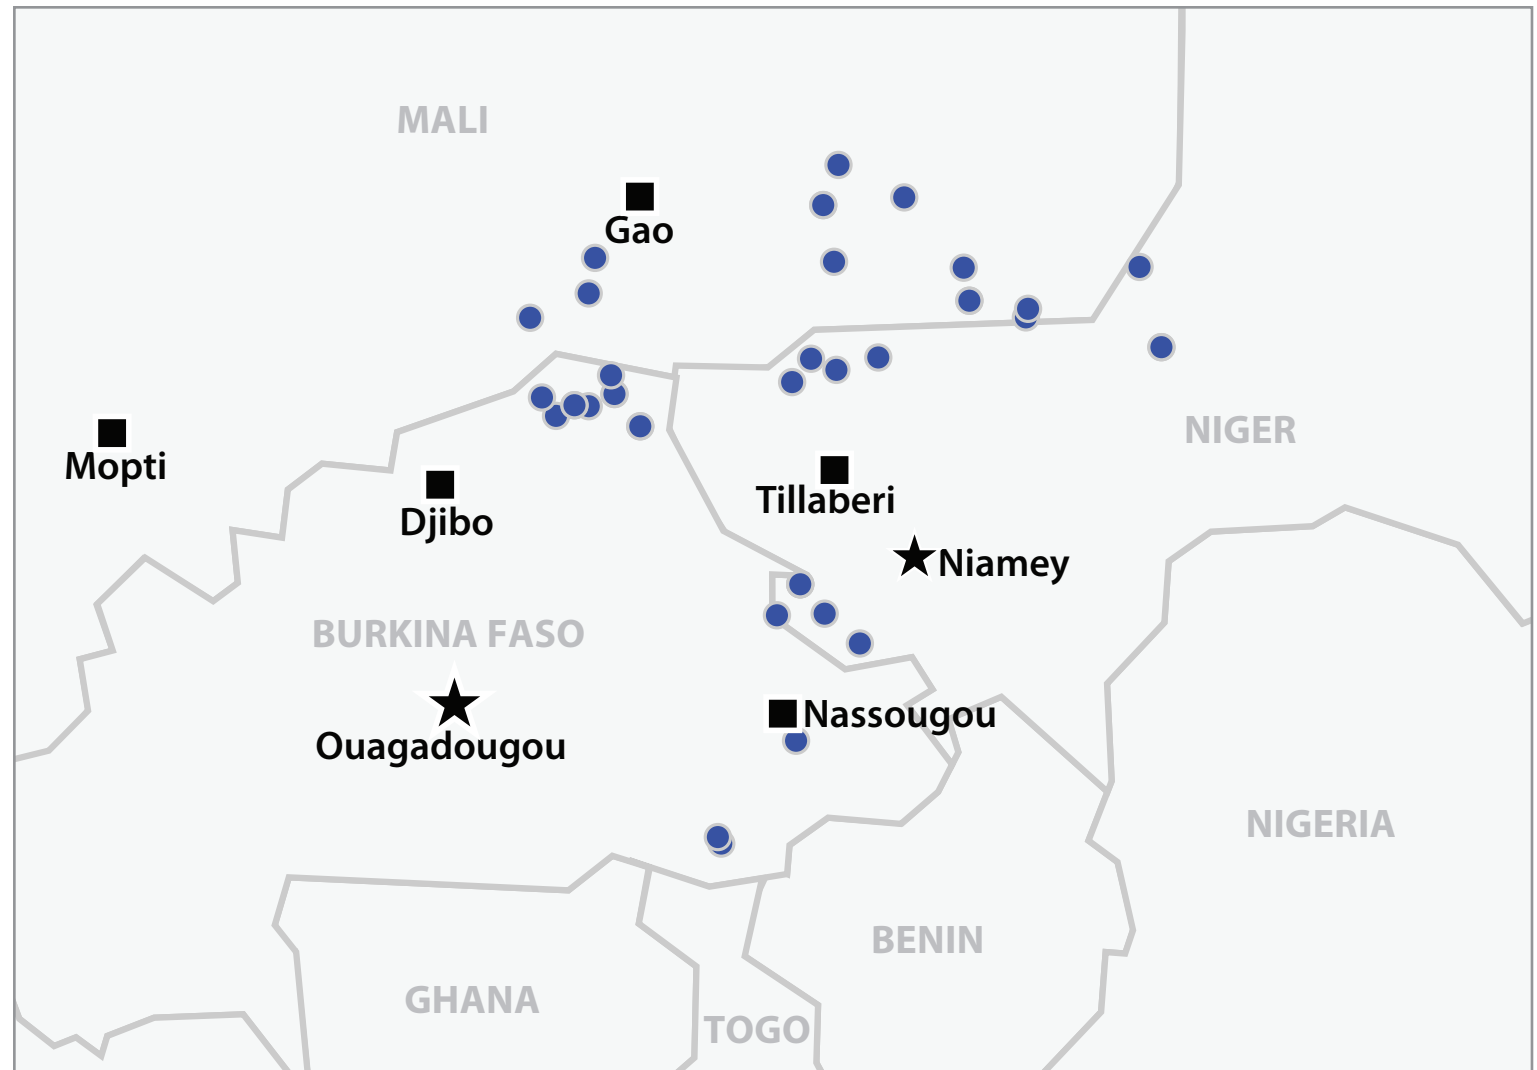 MALI
Gao
NIGER
Mopti
Tillaberi
Djibo
Niamey
BURKINA FASO
Nassougou
Ouagadougou
NIGERIA
BENIN
GHANA
TOGO